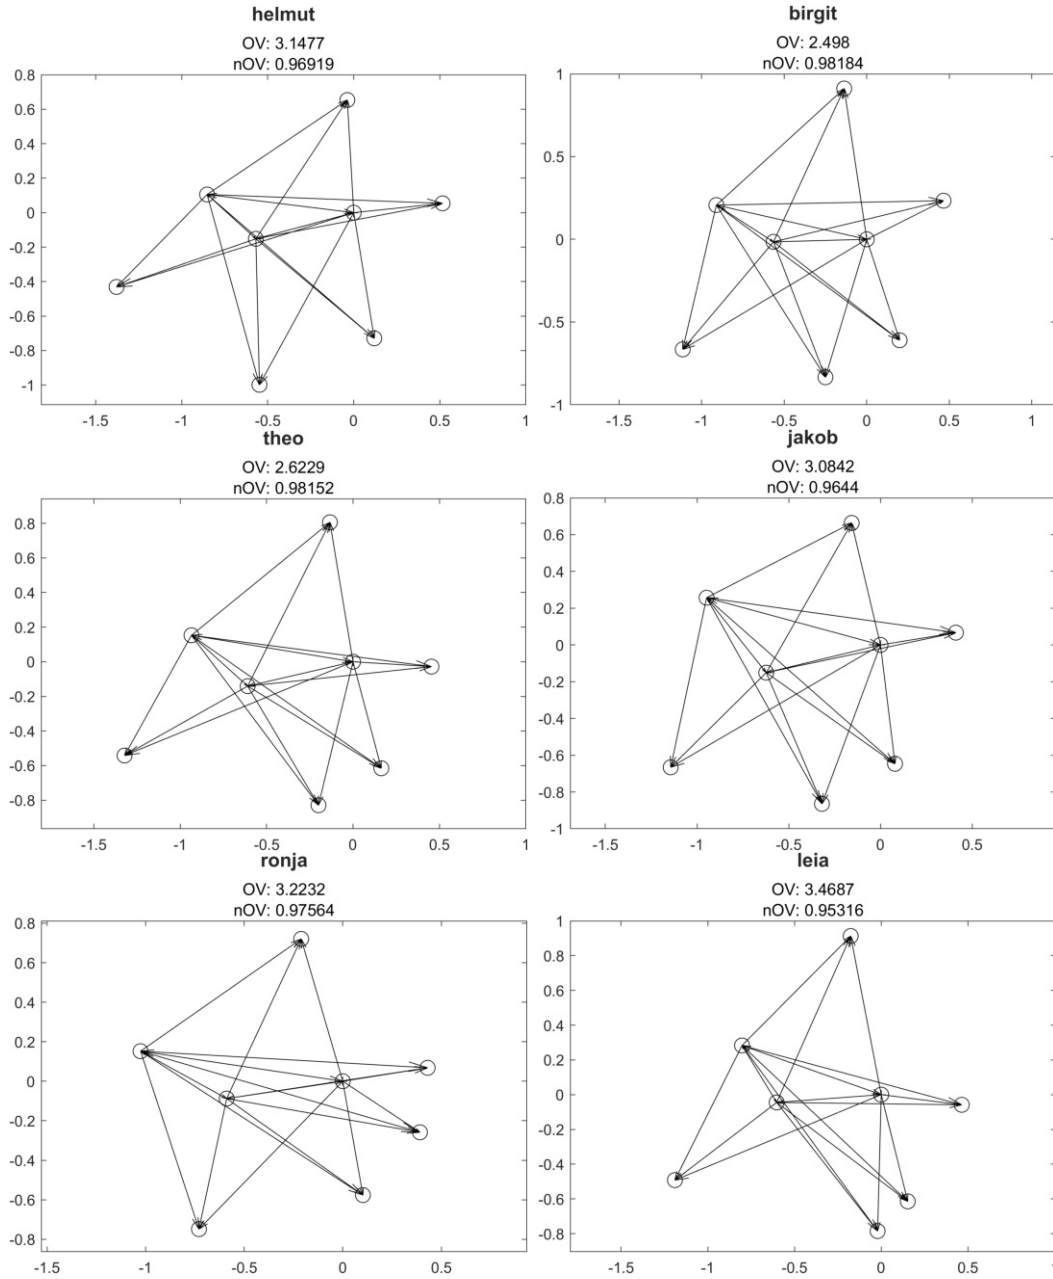 helmut
OV: 3.1477
nOV: 0.96919
0.8
0.6
0.4
0.2
0
-0.2
-0.4
-0.6
-0.8
-1
-1.5 -1 -0.5 0 0.5 1
birgit
OV: 2.498
nOV: 0.98184
1
0.5
0
-0.5
-1
-1.5 -1 -0.5 0 0.5 1
theo
OV: 2.6229
nOV: 0.98152
0.8
0.6
0.4
0.2
0
-0.2
-0.4
-0.6
-0.8
-1.5 -1 -0.5 0 0.5 1
jakob
OV: 3.0842
nOV: 0.9644
0.8
0.6
0.4
0.2
0
-0.2
-0.4
-0.6
-0.8
-1
-1.5 -1 -0.5 0 0.5 1
ronja
OV: 3.2232
nOV: 0.97564
0.8
0.6
0.4
0.2
0
-0.2
-0.4
-0.6
-0.8
-1.5 -1 -0.5 0 0.5
leia
OV: 3.4687
nOV: 0.95316
1
0.8
0.6
0.4
0.2
0
-0.2
-0.4
-0.6
-0.8
-1.5 -1 -0.5 0 0.5 1